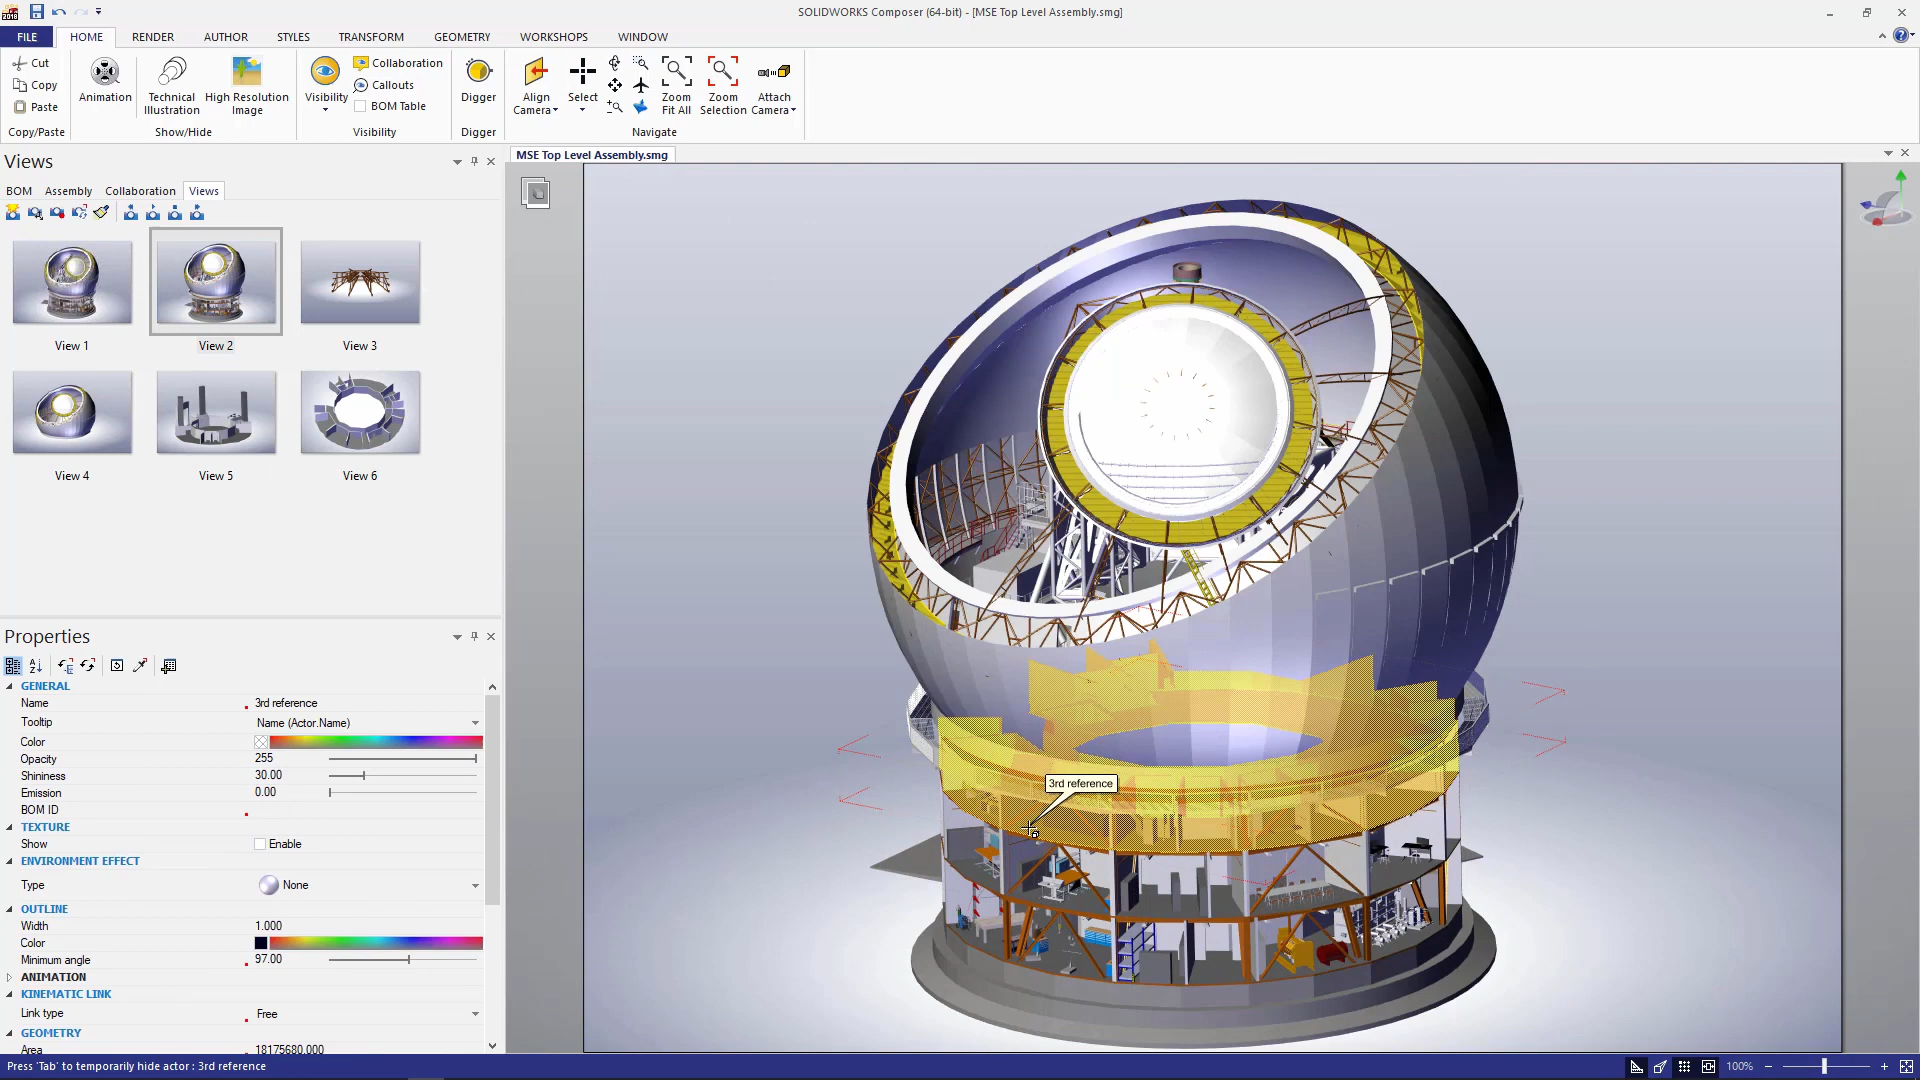 SOLIDWORKS Composer (64-bit) - [MSE Top Level Assembly.smg]
FILE HOME RENDER AUTHOR STYLES TRANSFORM GEOMETRY WORKSHOPS WINDOW
Cut
Copy
Paste
Copy/Paste
Animation
Technical Illustration
High Resolution Image
Show/Hide
Visibility
Collaboration
Callouts
BOM Table
Visibility
Digger
Digger
Align Camera
Select
Zoom Fit All
Zoom Selection
Attach Camera
Navigate
Views
BOM Assembly Collaboration Views
View 1 View 2 View 3
View 4 View 5 View 6
MSE Top Level Assembly.smg
3rd reference
Properties
GENERAL
Name 3rd reference
Tooltip Name (Actor.Name)
Color
Opacity 255
Shininess 30.00
Emission 0.00
BOM ID
TEXTURE
Show Enable
ENVIRONMENT EFFECT
Type None
OUTLINE
Width 1.000
Color
Minimum angle 97.00
ANIMATION
KINEMATIC LINK
Link type Free
GEOMETRY
Area 18175680.000
Press 'Tab' to temporarily hide actor : 3rd reference
100%